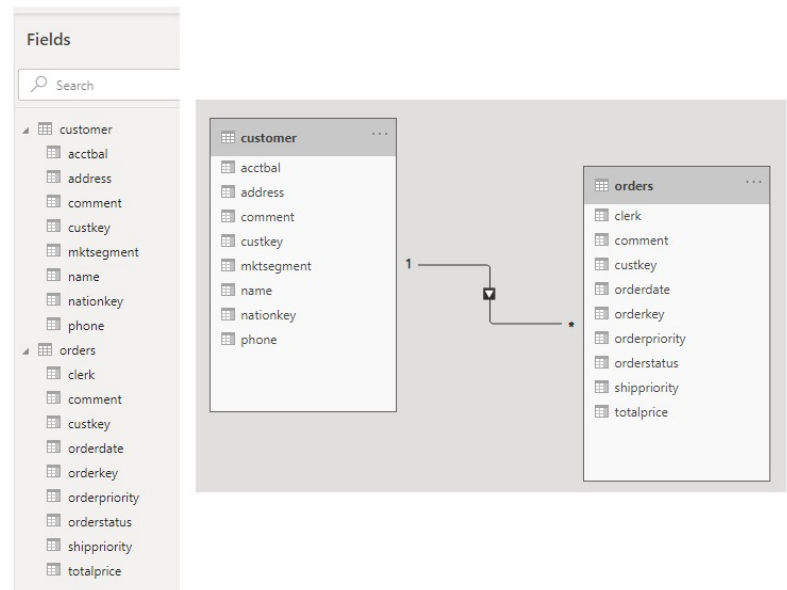 Fields
Search
customer
acctbal
address
comment
custkey
mktsegment
name
nationkey
phone
orders
clerk
comment
custkey
orderdate
orderkey
orderpriority
orderstatus
shippriority
totalprice
customer ...
acctbal
address
comment
custkey
mktsegment
name
nationkey
phone
1
*
orders ...
clerk
comment
custkey
orderdate
orderkey
orderpriority
orderstatus
shippriority
totalprice